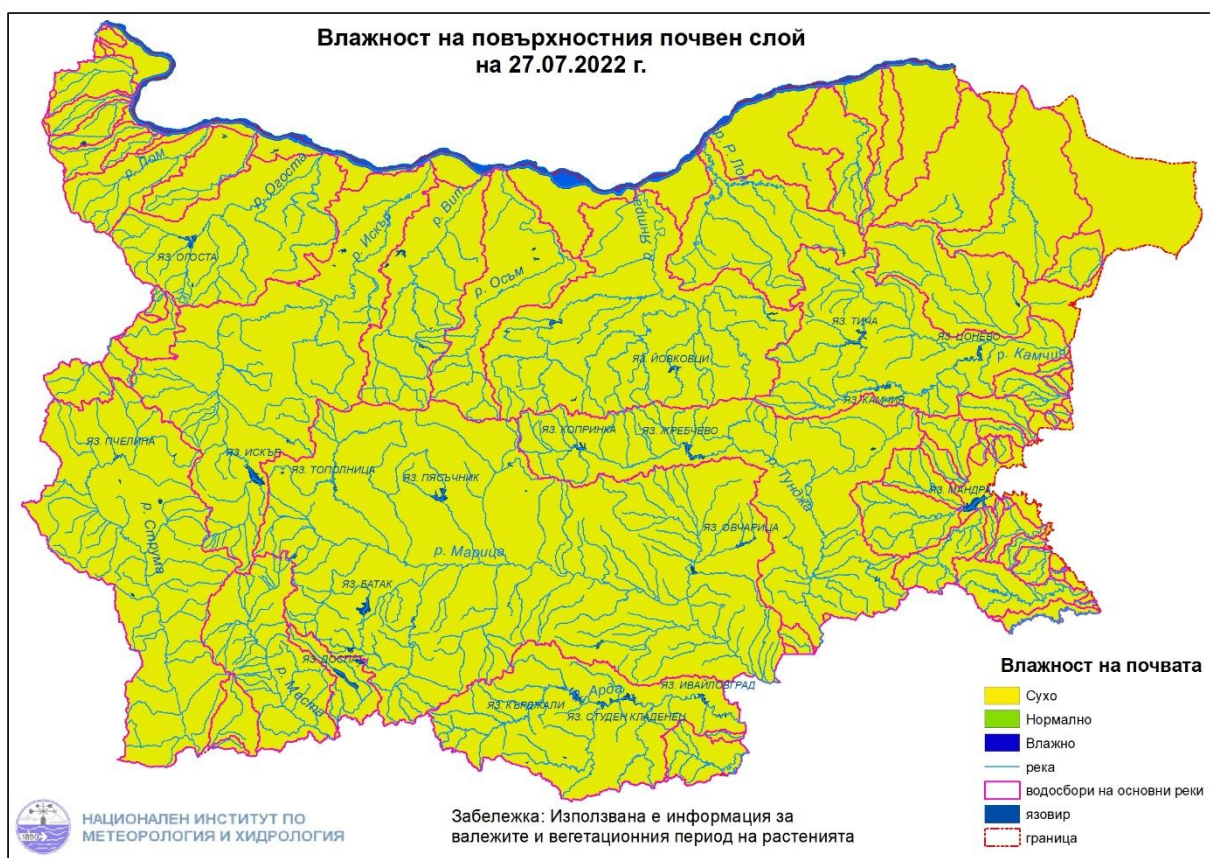 Влажност на повърхностния почвен слой
на 27.07.2022 г.
р. Лом
р. Огоста
р. Искър
р. Вит
р. Осъм
р. Янтра
р. Р.Лом
ЯЗ. ОГОСТА
ЯЗ. ТИЧА
ЯЗ. ЦОНЕВО
р. Камчия
ЯЗ. ЙОВКОВЦИ
ЯЗ. КАМЧИЯ
ЯЗ. ПЧЕЛИНА
ЯЗ. ИСКЪР
ЯЗ. ТОПОЛНИЦА
ЯЗ. ПЯСЪЧНИК
ЯЗ. КОПРИНКА
ЯЗ. ЖРЕБЧЕВО
р. Тунджа
ЯЗ. МАНДРА
р. Струма
р. Марица
ЯЗ. ОВЧАРИЦА
ЯЗ. БАТАК
ЯЗ. ДОСПАТ
р. Места
р. Арда
ЯЗ. ИВАЙЛОВГРАД
ЯЗ. КЪРДЖАЛИ
ЯЗ. СТУДЕН КЛАДЕНЕЦ
Влажност на почвата
Сухо
Нормално
Влажно
река
водосбори на основни реки
язовир
граница
1890
НАЦИОНАЛЕН ИНСТИТУТ ПО
МЕТЕОРОЛОГИЯ И ХИДРОЛОГИЯ
Забележка: Използвана е информация за
валежите и вегетационния период на растенията